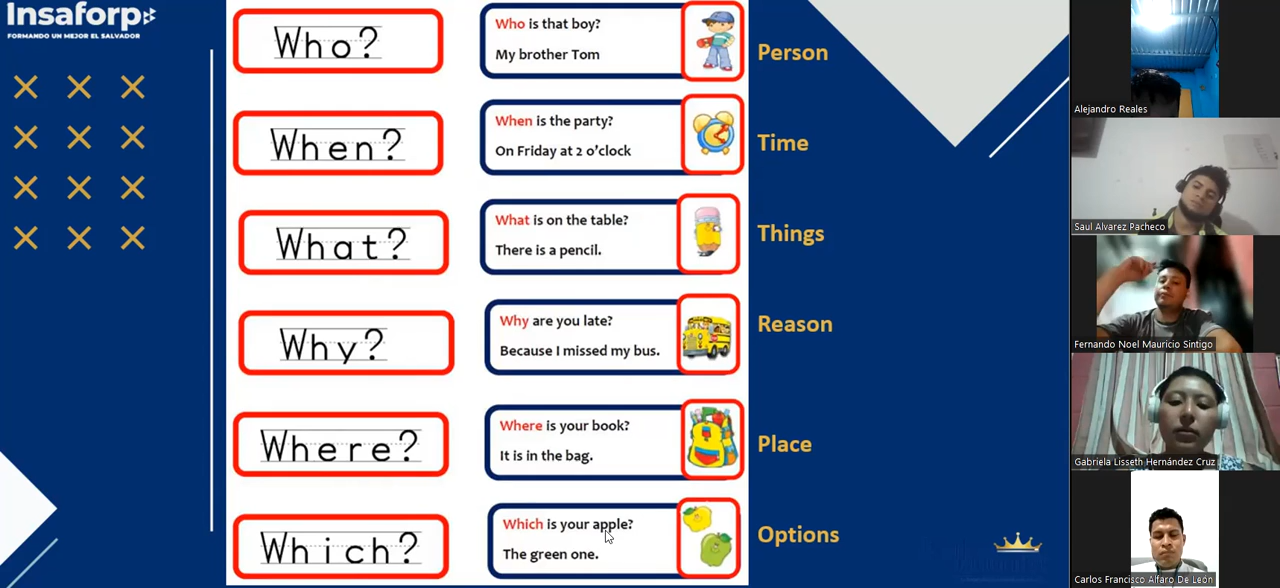 Insaforp
FORMANDO UN MEJOR EL SALVADOR
Who?
Who is that boy?
My brother Tom
Person
When?
When is the party?
On Friday at 2 o'clock
Time
What?
What is on the table?
There is a pencil.
Things
Why?
Why are you late?
Because I missed my bus.
Reason
Where?
Where is your book?
It is in the bag.
Place
Which?
Which is your apple?
The green one.
Options
Alejandro Reales
Saul Alvarez Pacheco
Fernando Noel Mauricio Sintigo
Gabriela Lisseth Hernández Cruz
Carlos Francisco Alfaro De León